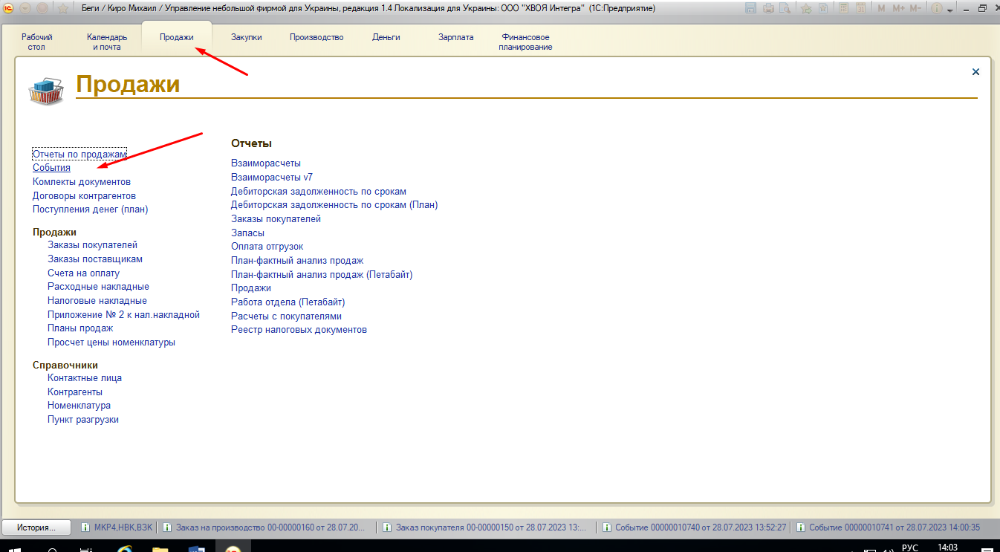 Беги / Киро Михаил / Управление небольшой фирмой для Украины, редакция 1.4 Локализация для Украины: ООО "ХВОЯ Интегра" (1С:Предприятие)
M M+ M-
Рабочий стол
Календарь и почта
Продажи
Закупки
Производство
Деньги
Зарплата
Финансовое планирование
Продажи
Отчеты по продажам
События
Комлекты документов
Договоры контрагентов
Поступления денег (план)
Продажи
Заказы покупателей
Заказы поставщикам
Счета на оплату
Расходные накладные
Налоговые накладные
Приложение № 2 к нал.накладной
Планы продаж
Просчет цены номенклатуры
Справочники
Контактные лица
Контрагенты
Номенклатура
Пункт разгрузки
Отчеты
Взаиморасчеты
Взаиморасчеты v7
Дебиторская задолженность по срокам
Дебиторская задолженность по срокам (План)
Заказы покупателей
Запасы
Оплата отгрузок
План-фактный анализ продаж
План-фактный анализ продаж (Петабайт)
Продажи
Работа отдела (Петабайт)
Расчеты с покупателями
Реестр налоговых документов
История...
МКР4,НВК,ВЗК
Заказ на производство 00-00000160 от 28.07.20...
Заказ покупателя 00-00000150 от 28.07.2023 13:...
Событие 00000010740 от 28.07.2023 13:52:27
Событие 00000010741 от 28.07.2023 14:00:35
РУС
14:03